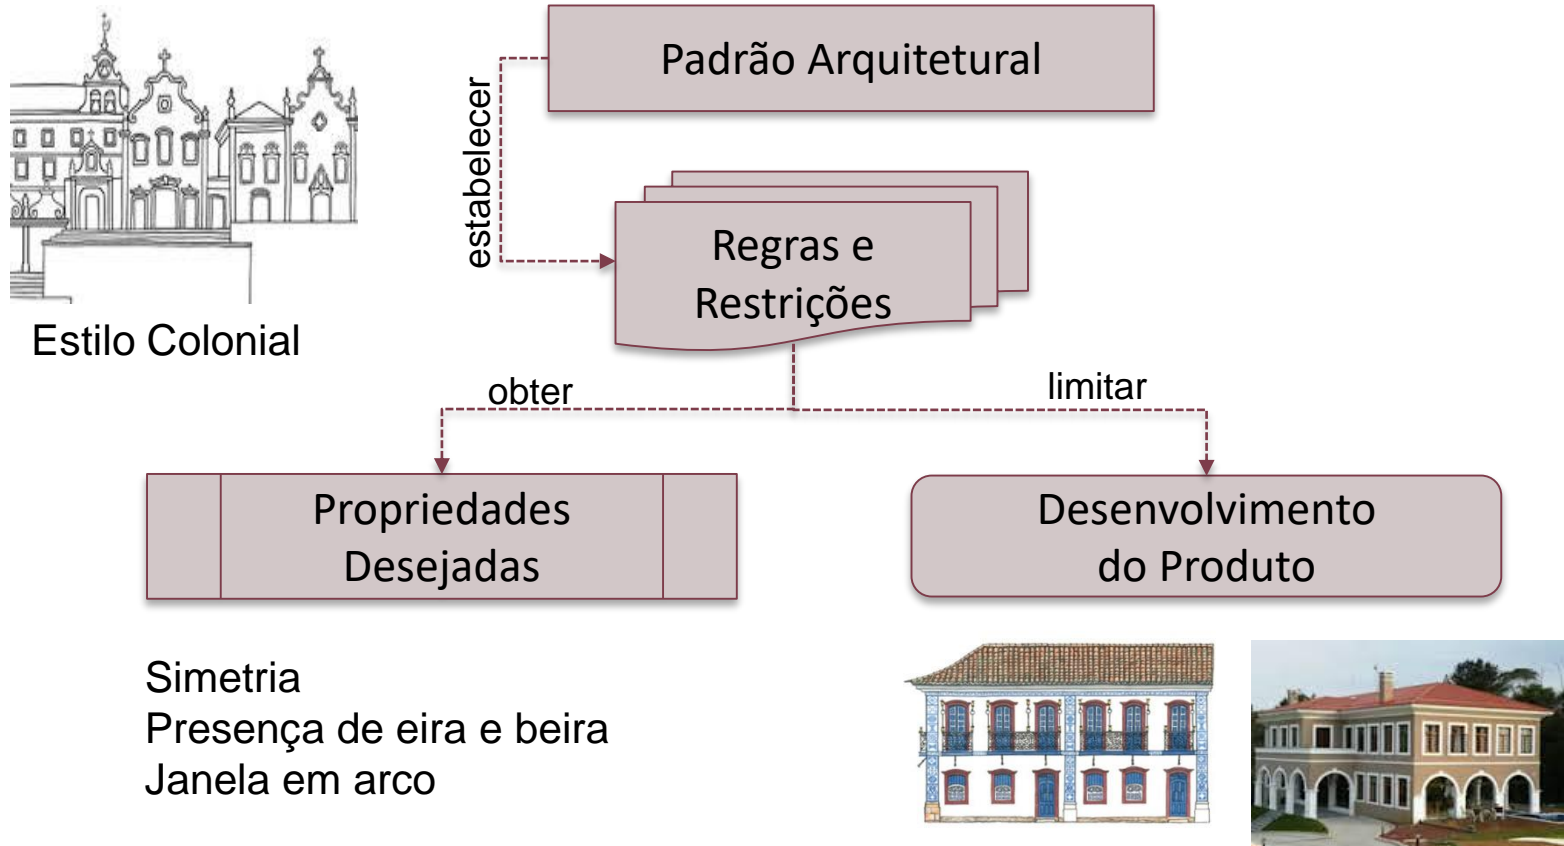 Padrão Arquitetural
estabelecer
Regras e
Restrições
Estilo Colonial
obter
limitar
Propriedades
Desejadas
Desenvolvimento
do Produto
Simetria
Presença de eira e beira
Janela em arco